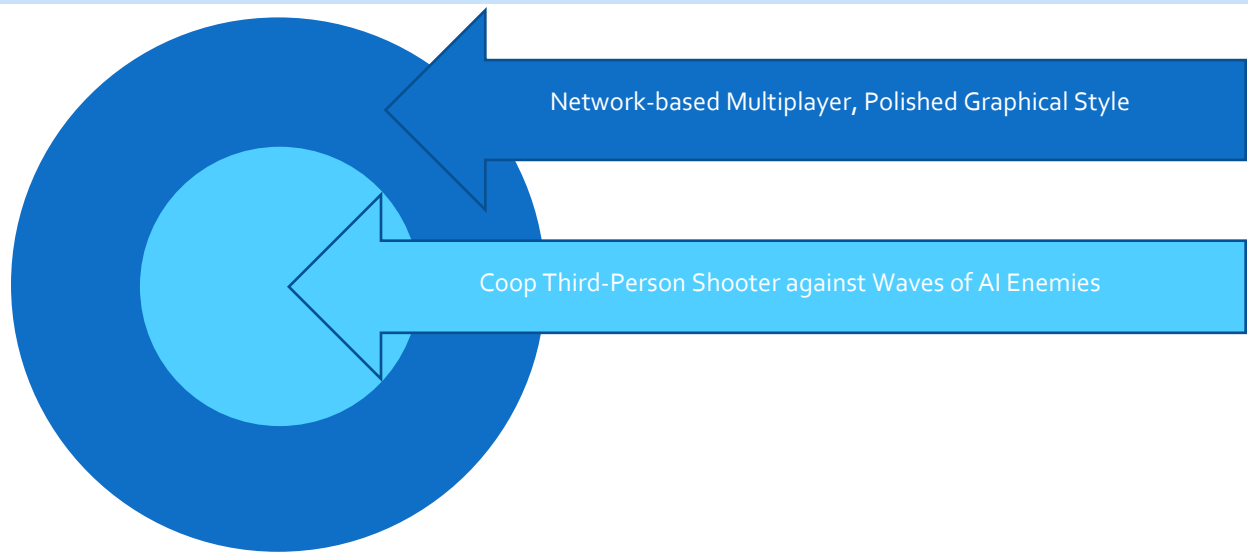 Network-based Multiplayer, Polished Graphical Style
Coop Third-Person Shooter against Waves of AI Enemies